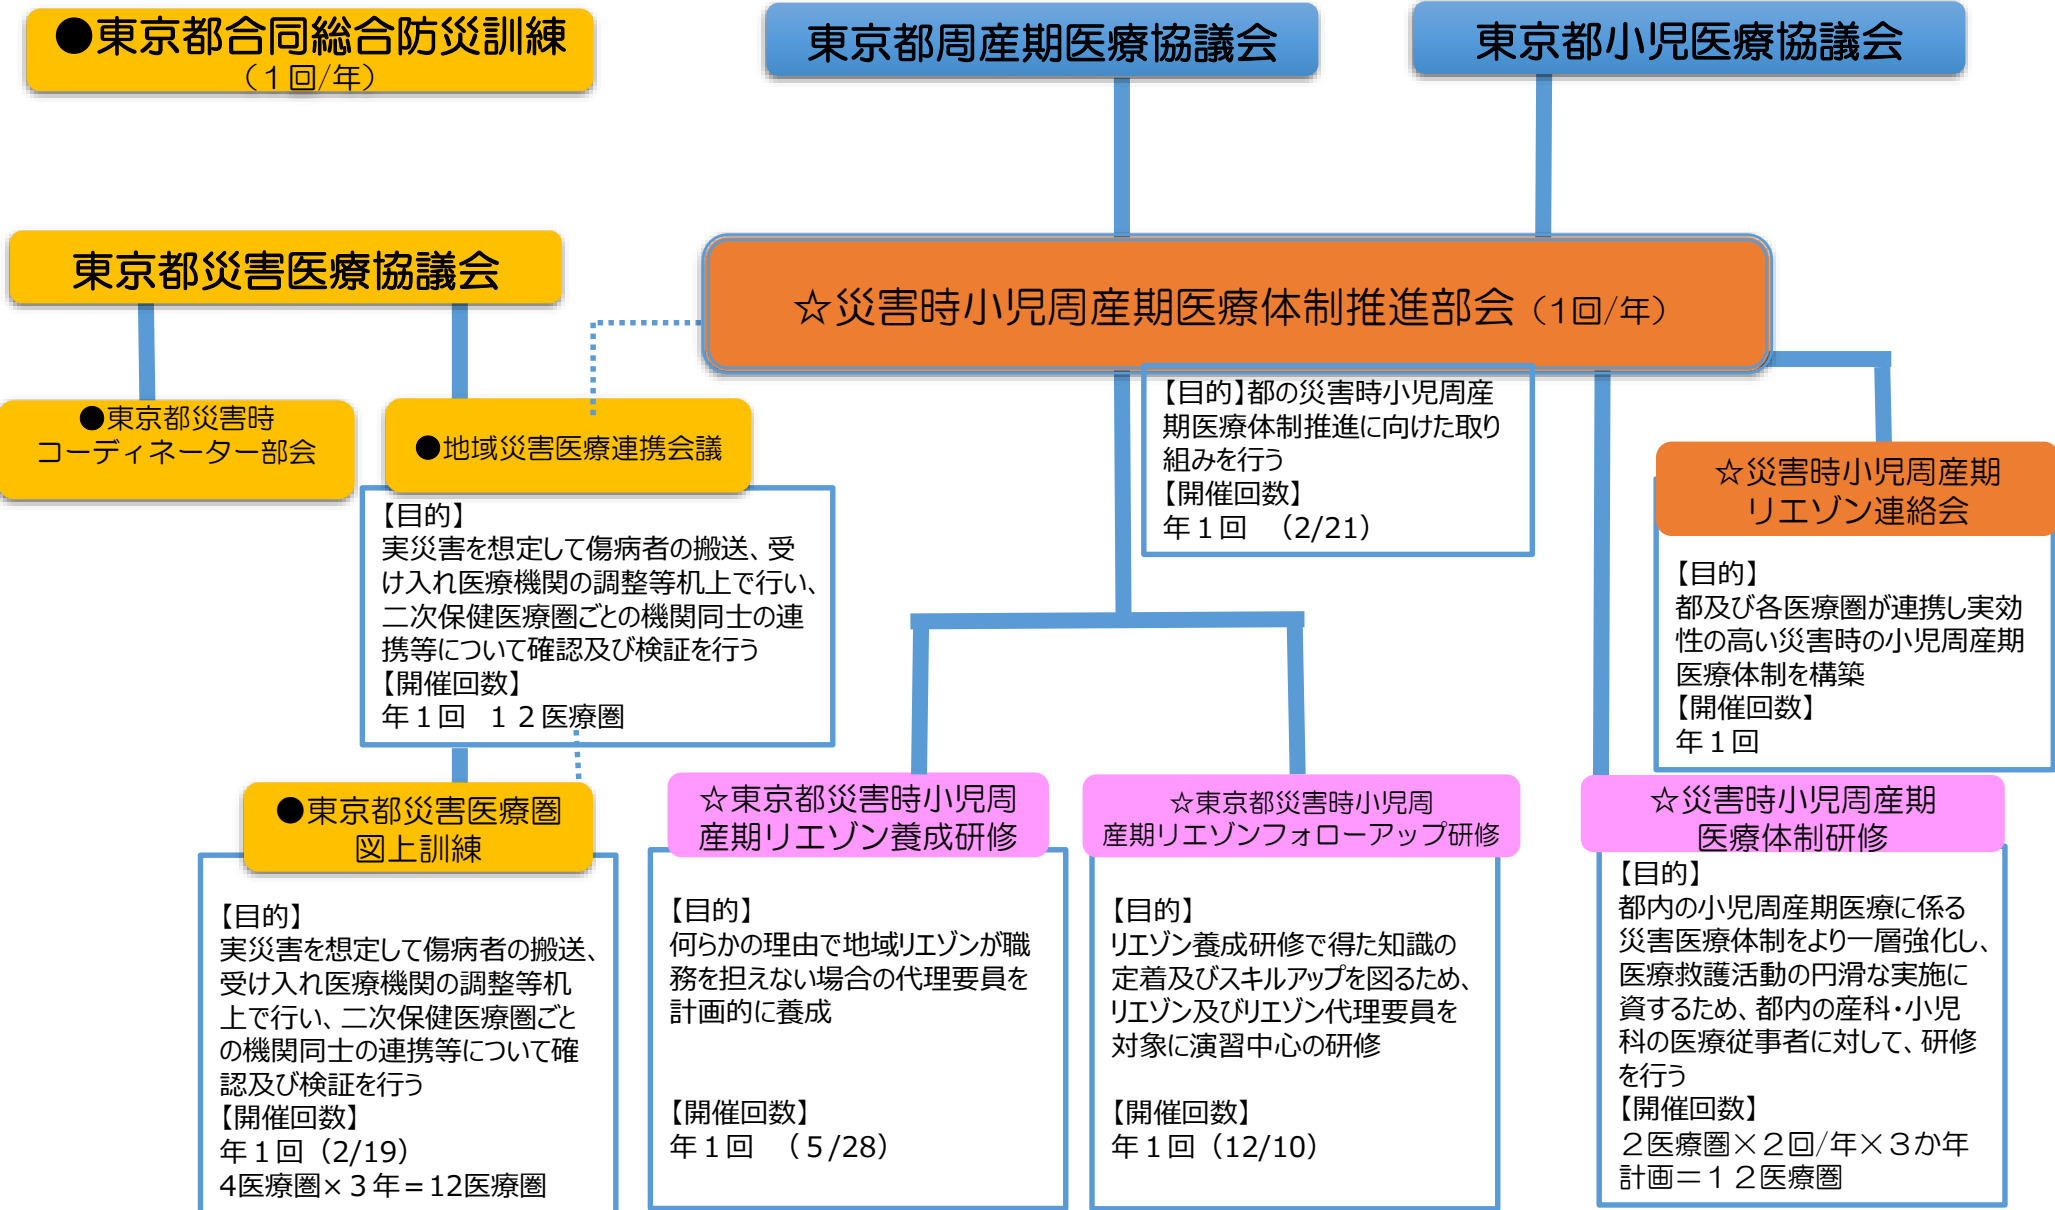 ●東京都合同総合防災訓練
（１回/年）
東京都周産期医療協議会
東京都小児医療協議会
東京都災害医療協議会
☆災害時小児周産期医療体制推進部会（1回/年）
●東京都災害時
コーディネーター部会
●地域災害医療連携会議
【目的】
実災害を想定して傷病者の搬送、受
け入れ医療機関の調整等机上で行い、
二次保健医療圏ごとの機関同士の連
携等について確認及び検証を行う
【開催回数】
年１回　１２医療圏
【目的】都の災害時小児周産
期医療体制推進に向けた取り
組みを行う
【開催回数】
年１回　（2/21）
☆災害時小児周産期
リエゾン連絡会
【目的】
都及び各医療圏が連携し実効
性の高い災害時の小児周産期
医療体制を構築
【開催回数】
年１回
●東京都災害医療圏
図上訓練
【目的】
実災害を想定して傷病者の搬送、
受け入れ医療機関の調整等机
上で行い、二次保健医療圏ごと
の機関同士の連携等について確
認及び検証を行う
【開催回数】
年１回（2/19）
4医療圏×３年＝12医療圏
☆東京都災害時小児周
産期リエゾン養成研修
【目的】
何らかの理由で地域リエゾンが職
務を担えない場合の代理要員を
計画的に養成
【開催回数】
年１回　（５/28）
☆東京都災害時小児周
産期リエゾンフォローアップ研修
【目的】
リエゾン養成研修で得た知識の
定着及びスキルアップを図るため、
リエゾン及びリエゾン代理要員を
対象に演習中心の研修
【開催回数】
年１回（12/10）
☆災害時小児周産期
医療体制研修
【目的】
都内の小児周産期医療に係る
災害医療体制をより一層強化し、
医療救護活動の円滑な実施に
資するため、都内の産科・小児
科の医療従事者に対して、研修
を行う
【開催回数】
２医療圏×２回/年×３か年
計画＝１２医療圏